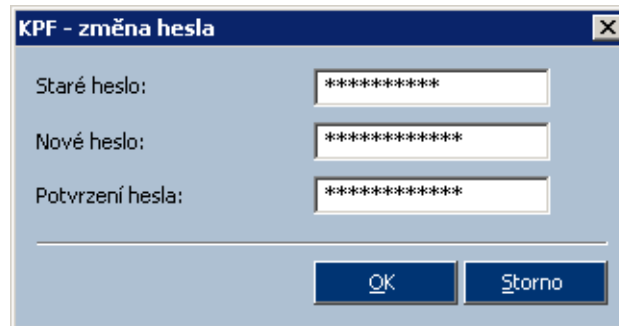 KPF - změna hesla
Staré heslo: **********
Nové heslo: ************
Potvrzení hesla: ************
OK Storno